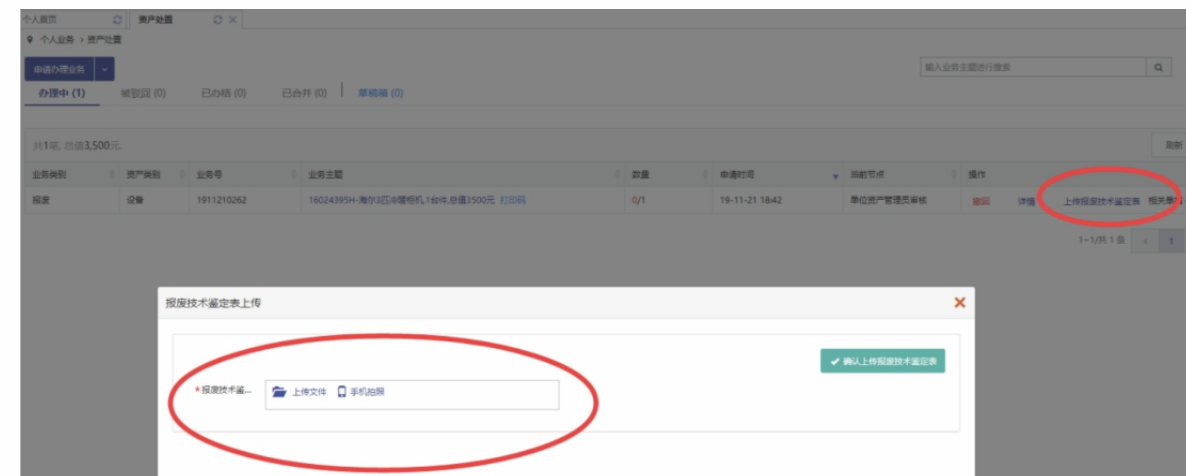 个人首页 资产处置
个人业务 > 资产处置
申请办理业务 输入业务主题进行搜索
办理中 (1) 被驳回 (0) 已办结 (0) 已合并 (0) 草稿箱 (0)
共1笔, 总值3,500元. 刷新
业务类别 资产类别 业务号 业务主题 数量 申请时间 当前节点 操作
报废 设备 1911210262 16024395H-海尔3匹冷暖柜机,1台件,总值3500元 打印码 0/1 19-11-21 18:42 单位资产管理员审核 撤回 详情 上传报废技术鉴定表 相关单据
1~1/共 1 条 < 1
报废技术鉴定表上传
确认上传报废技术鉴定表
*报废技术鉴... 上传文件 手机拍照